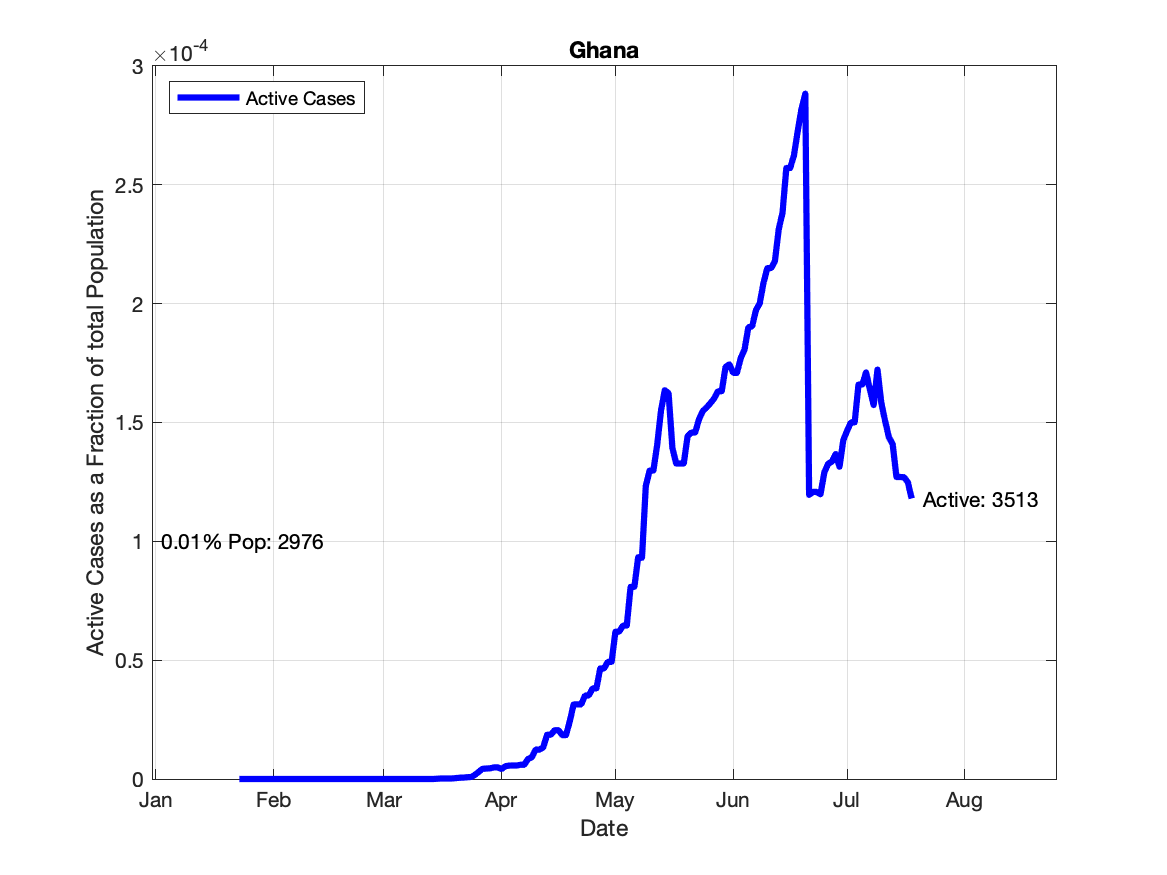 Ghana
×10-4
Active Cases
3
2.5
2
1.5
1
0.5
0
Active Cases as a Fraction of total Population
0.01% Pop: 2976
Active: 3513
Jan Feb Mar Apr May Jun Jul Aug
Date